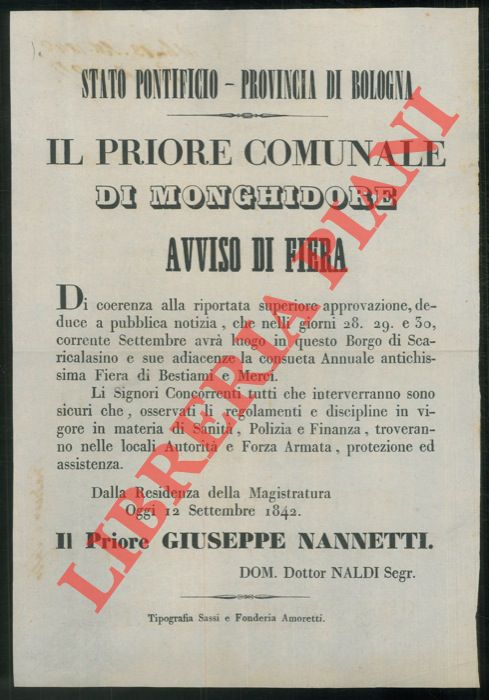 STATO PONTIFICIO – PROVINCIA DI BOLOGNA
IL PRIORE COMUNALE
DI MONGHIDORE
AVVISO DI FIERA
Di coerenza alla riportata superiore approvazione, de-
duce a pubblica notizia, che nelli giorni 28. 29. e 30,
corrente Settembre avrà luogo in questo Borgo di Sca-
ricalasino e sue adiacenze la consueta Annuale antichis-
sima Fiera di Bestiami e Merci.
Li Signori Concorrenti tutti che interverranno sono
sicuri che, osservati i regolamenti e discipline in vi-
gore in materia di Sanità, Polizia e Finanza, troveran-
no nelle locali Autorità e Forza Armata, protezione ed
assistenza.
Dalla Residenza della Magistratura
Oggi 12 Settembre 1842.
Il Priore GIUSEPPE NANNETTI.
DOM. Dottor NALDI Segr.
Tipografia Sassi e Fonderia Amoretti.
LIBRERIA PIANI